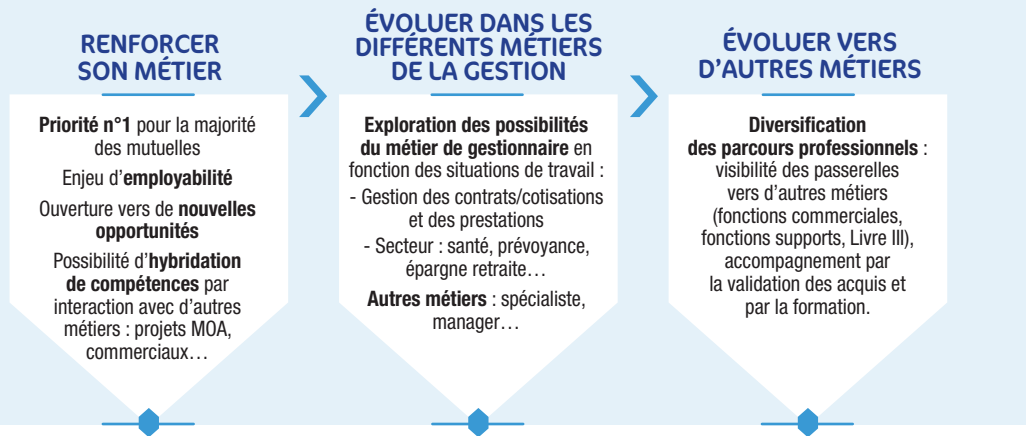 RENFORCER
SON MÉTIER
Priorité n°1 pour la majorité
des mutuelles
Enjeu d’employabilité
Ouverture vers de nouvelles
opportunités
Possibilité d’hybridation
de compétences par
interaction avec d’autres
métiers : projets MOA,
commerciaux…
ÉVOLUER DANS LES
DIFFÉRENTS MÉTIERS
DE LA GESTION
Exploration des possibilités
du métier de gestionnaire en
fonction des situations de travail :
- Gestion des contrats/cotisations
et des prestations
- Secteur : santé, prévoyance,
épargne retraite…
Autres métiers : spécialiste,
manager…
ÉVOLUER VERS
D’AUTRES MÉTIERS
Diversification
des parcours professionnels :
visibilité des passerelles
vers d’autres métiers
(fonctions commerciales,
fonctions supports, Livre III),
accompagnement par
la validation des acquis et
par la formation.